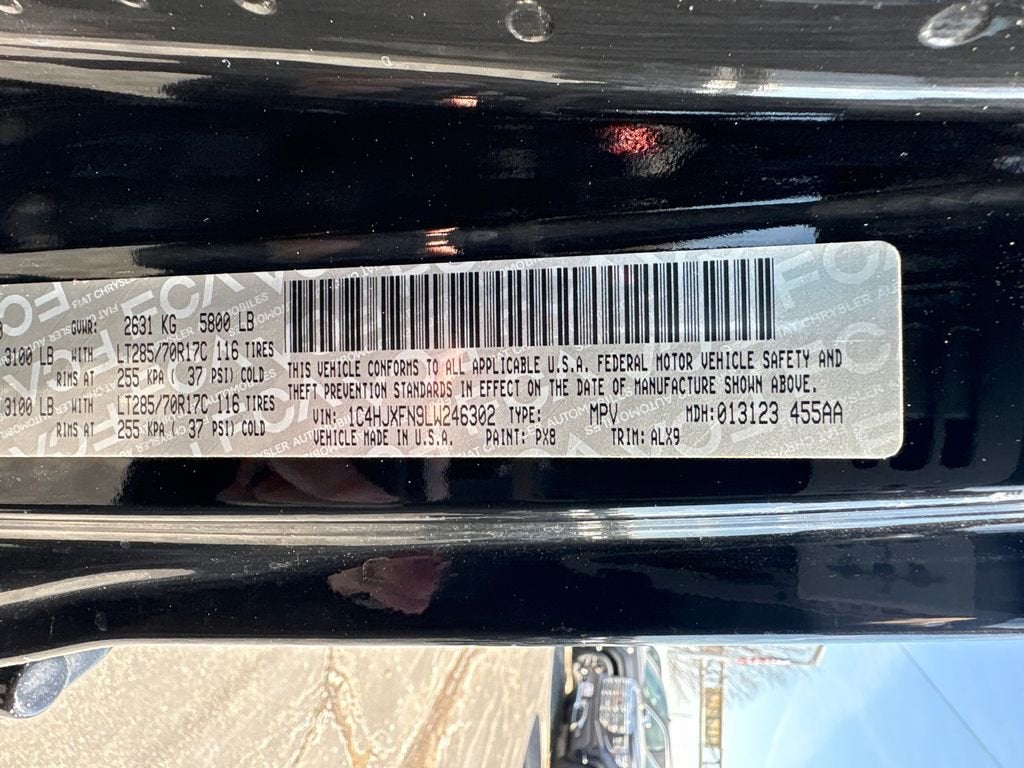 GVWR: 2631 KG 5800 LB
3100 LB WITH LT285/70R17C 116 TIRES
RIMS AT 255 KPA ( 37 PSI) COLD
3100 LB WITH LT285/70R17C 116 TIRES
RIMS AT 255 KPA ( 37 PSI) COLD
THIS VEHICLE CONFORMS TO ALL APPLICABLE U.S.A. FEDERAL MOTOR VEHICLE SAFETY AND
THEFT PREVENTION STANDARDS IN EFFECT ON THE DATE OF MANUFACTURE SHOWN ABOVE.
VIN: 1C4HJXFN9LW246302 TYPE: MPV MDH: 013123 455AA
VEHICLE MADE IN U.S.A. PAINT: PX8 TRIM: ALX9